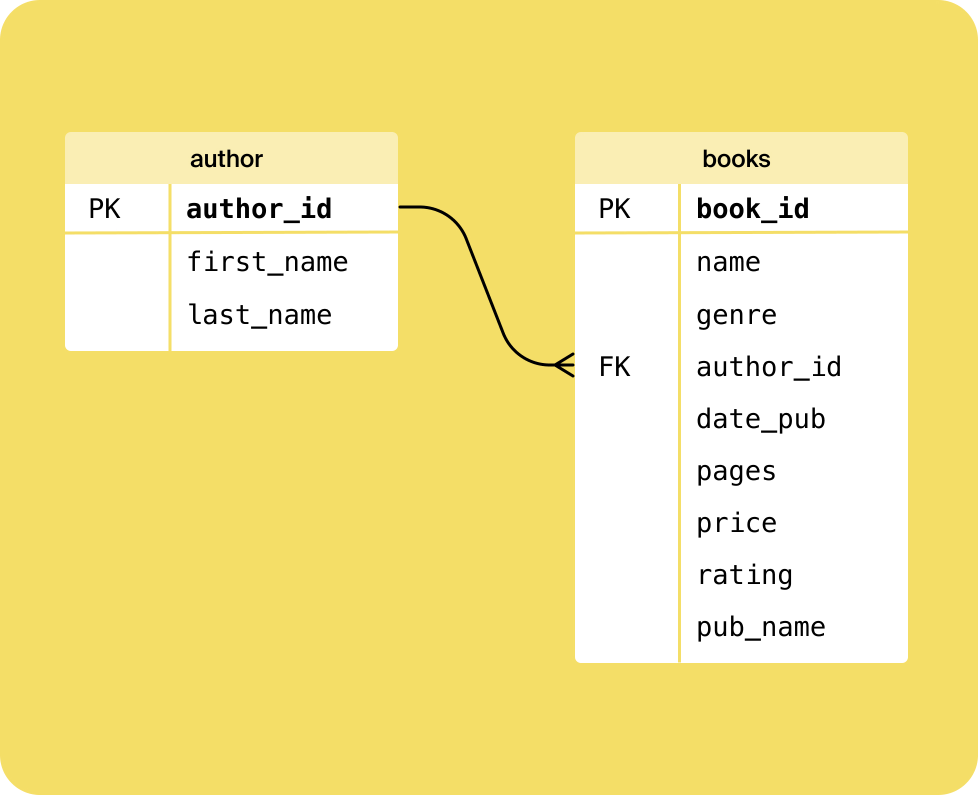 author
PK author_id
first_name
last_name
books
PK book_id
name
genre
FK author_id
date_pub
pages
price
rating
pub_name